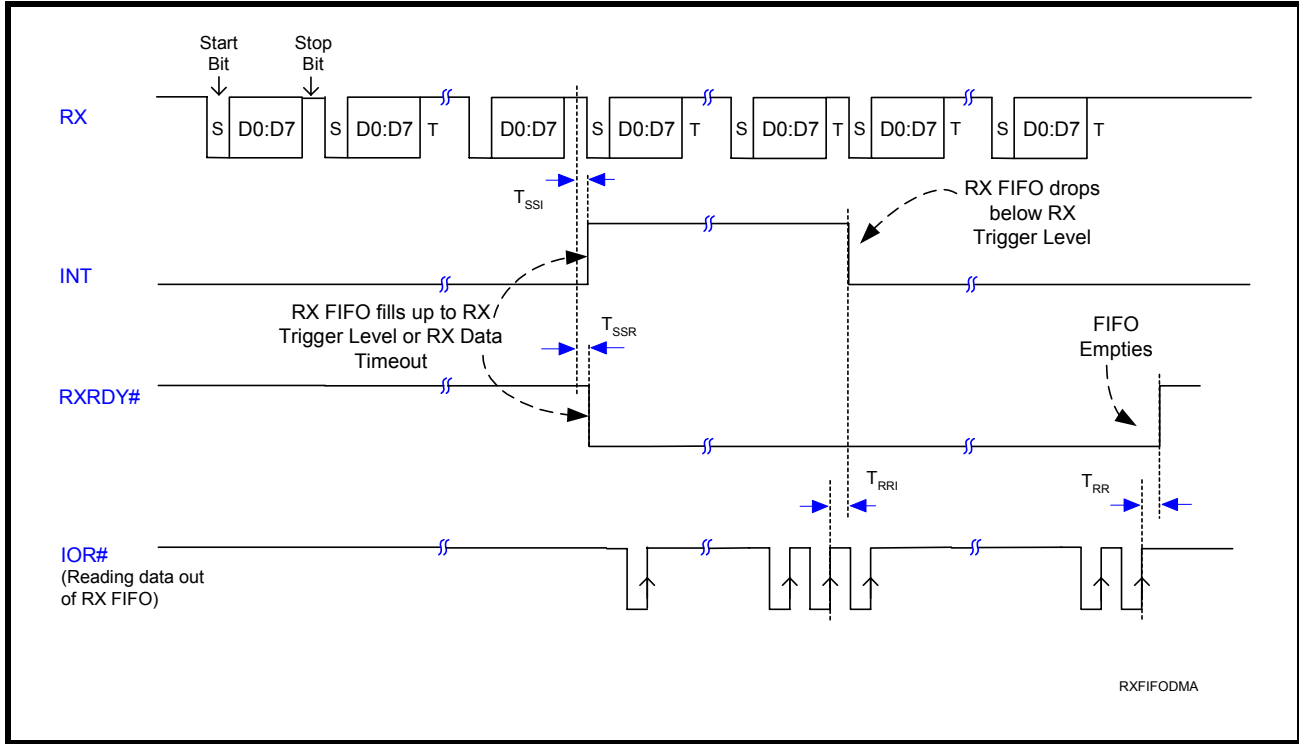 Start
Bit
Stop
Bit
RX
S D0:D7 S D0:D7 T D0:D7 S D0:D7 T S D0:D7 T S D0:D7 T S D0:D7 T
TSSI
RX FIFO drops
below RX
Trigger Level
INT
RX FIFO fills up to RX
Trigger Level or RX Data
Timeout
TSSR
FIFO
Empties
RXRDY#
TRRI
TRR
IOR#
(Reading data out
of RX FIFO)
RXFIFODMA